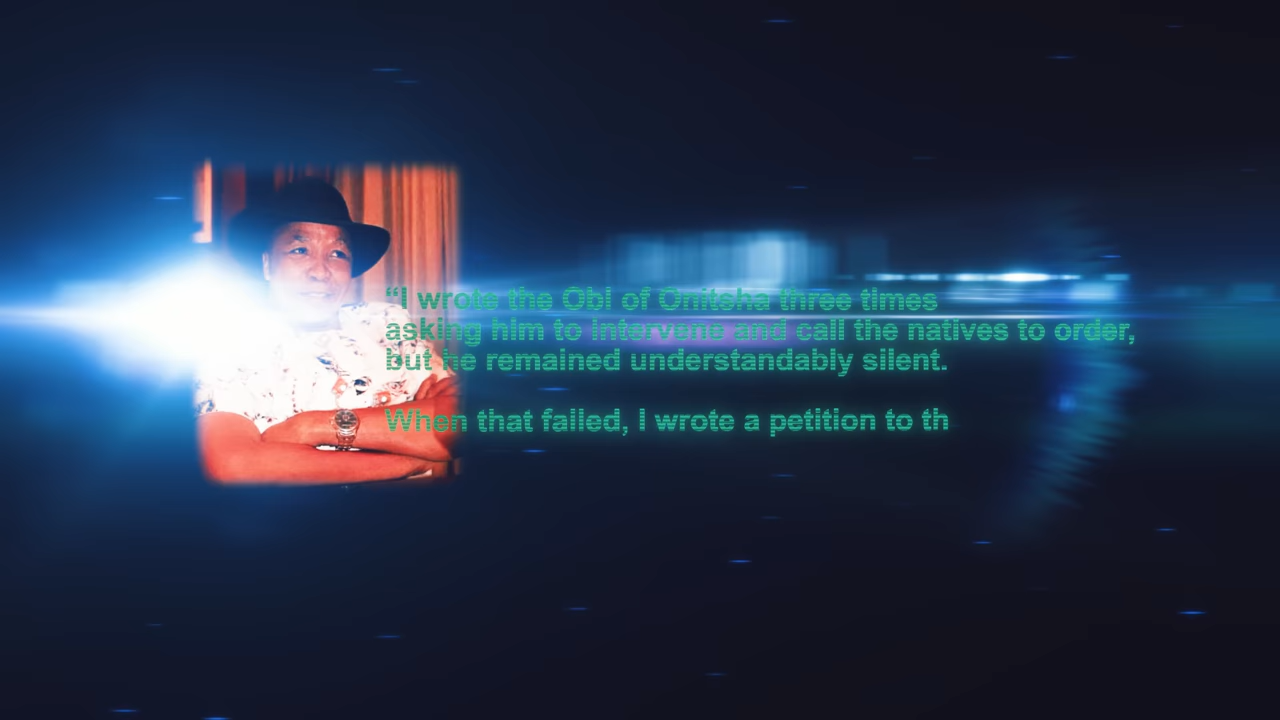 “I wrote the Obi of Onitsha three times
asking him to intervene and call the natives to order,
but he remained understandably silent.
When that failed, I wrote a petition to th